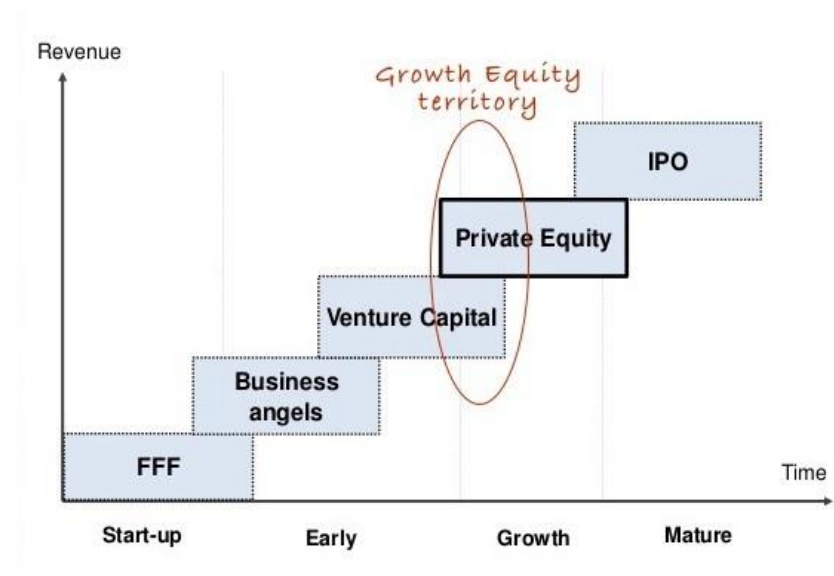 Revenue
Growth Equity
territory
IPO
Private Equity
Venture Capital
Business
angels
FFF
Time
Start-up
Early
Growth
Mature